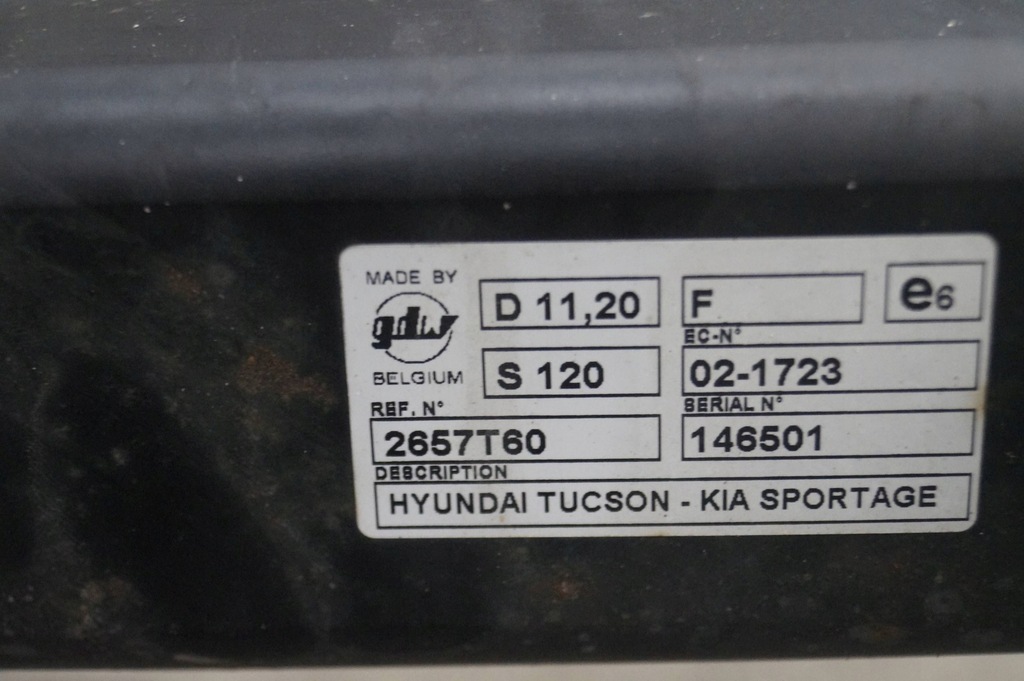 MADE BY
gdw
BELGIUM
D 11,20
F
e6
S 120
EC-N°
02-1723
REF. N°
2657T60
SERIAL N°
146501
DESCRIPTION
HYUNDAI TUCSON - KIA SPORTAGE